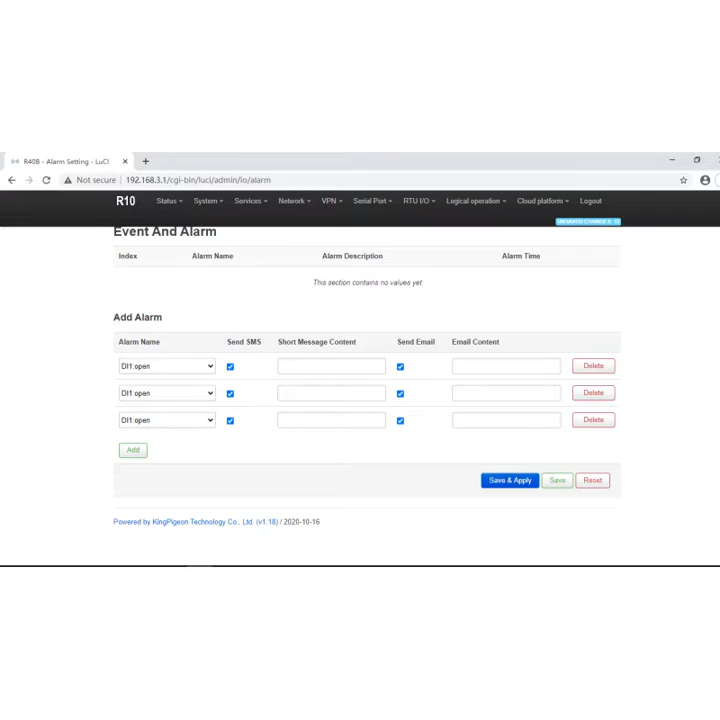 R40B - Alarm Setting - LuCI
Not secure | 192.168.3.1/cgi-bin/luci/admin/io/alarm
R10 Status System Services Network VPN Serial Port RTU I/O Logical operation Cloud platform Logout
UNSAVED CHANGES: 10
Event And Alarm
Index Alarm Name Alarm Description Alarm Time
This section contains no values yet
Add Alarm
Alarm Name Send SMS Short Message Content Send Email Email Content
DI1:open Delete
DI1:open Delete
DI1:open Delete
Add
Save & Apply Save Reset
Powered by KingPigeon Technology Co., Ltd. (v1.18) / 2020-10-16